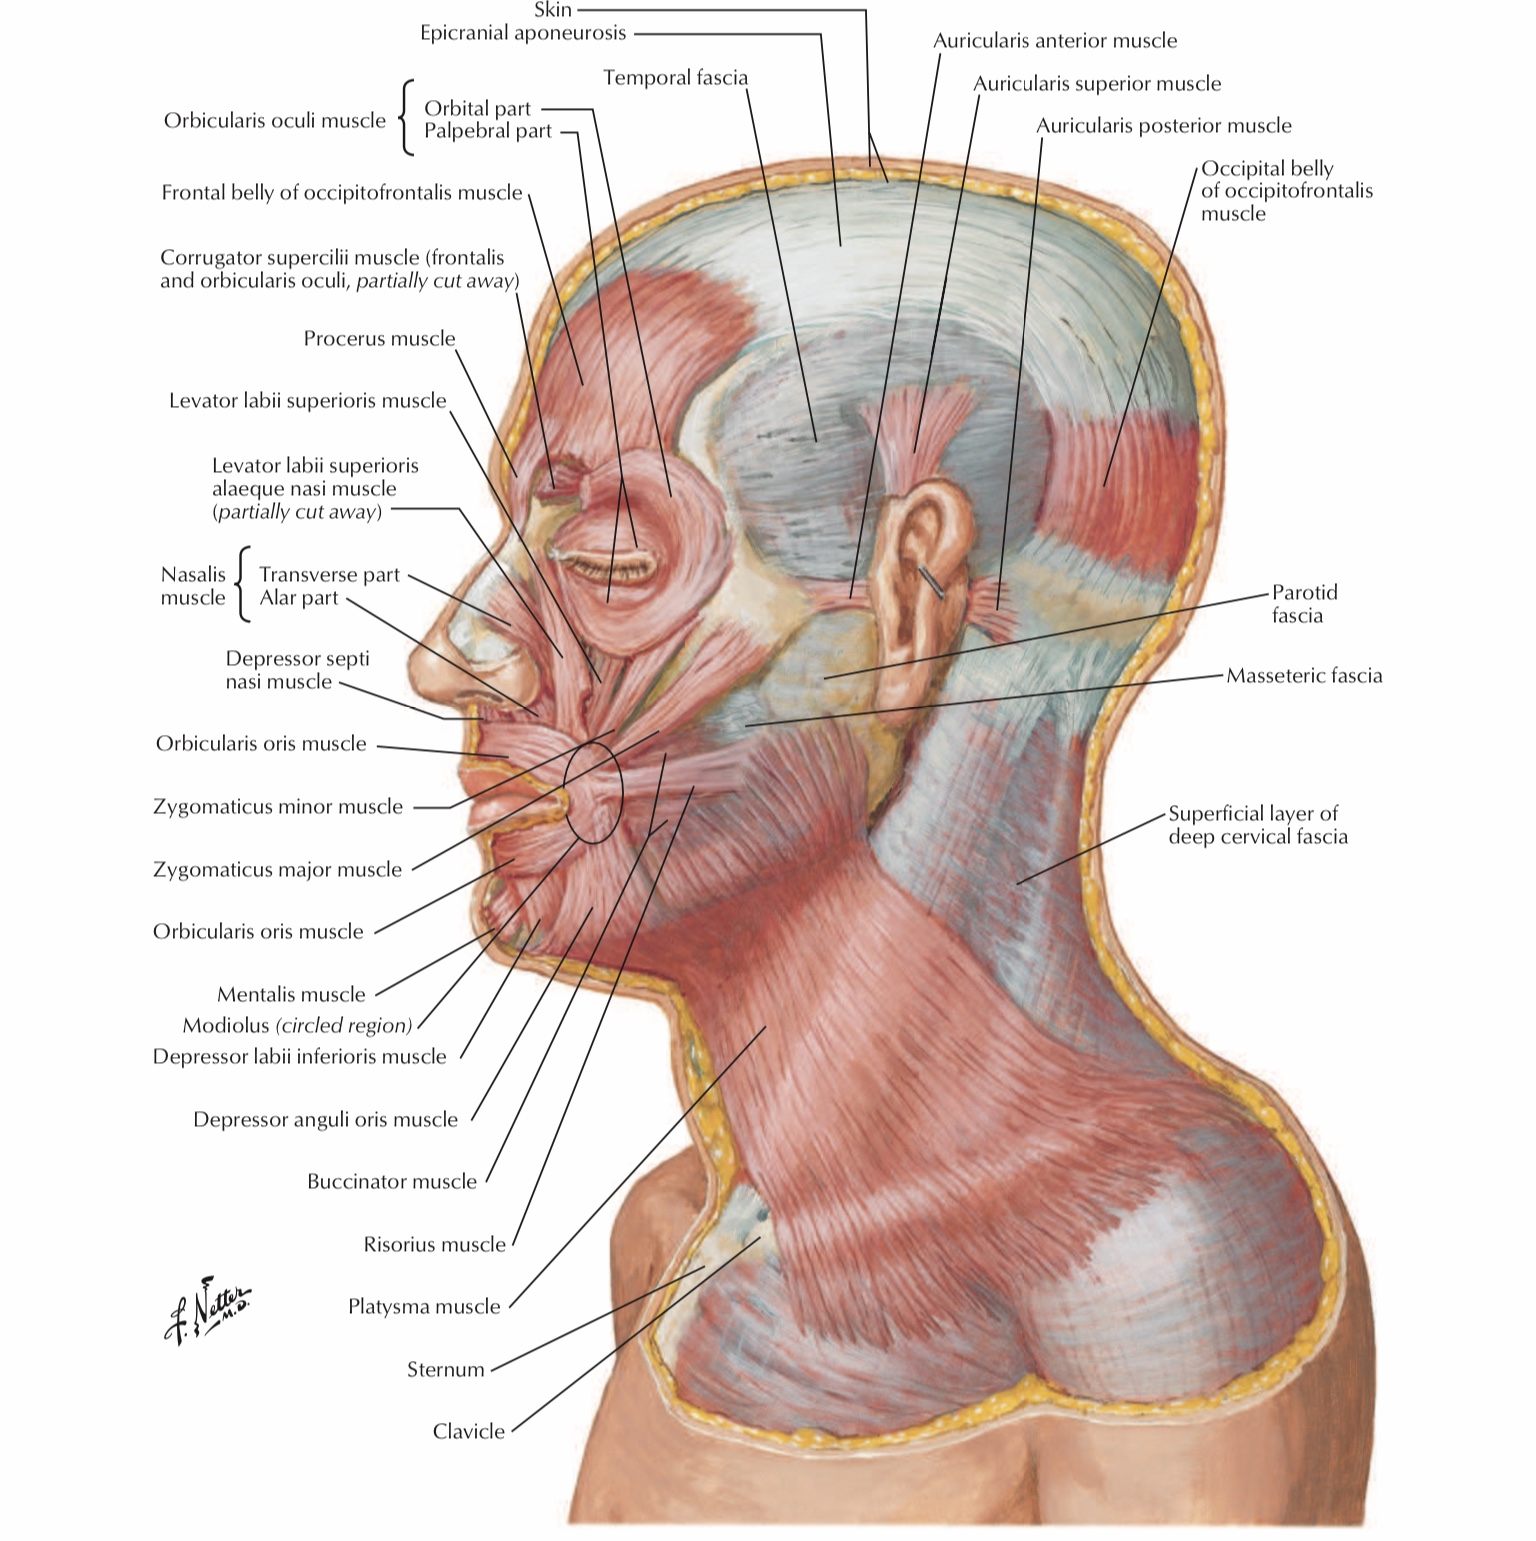 Skin
Epicranial aponeurosis
Temporal fascia
Orbicularis oculi muscle
Orbital part
Palpebral part
Frontal belly of occipitofrontalis muscle
Corrugator supercilii muscle (frontalis
and orbicularis oculi, partially cut away)
Procerus muscle
Levator labii superioris muscle
Levator labii superioris
alaeque nasi muscle
(partially cut away)
Nasalis
muscle
Transverse part
Alar part
Depressor septi
nasi muscle
Orbicularis oris muscle
Zygomaticus minor muscle
Zygomaticus major muscle
Orbicularis oris muscle
Mentalis muscle
Modiolus (circled region)
Depressor labii inferioris muscle
Depressor anguli oris muscle
Buccinator muscle
Risorius muscle
Platysma muscle
Sternum
Clavicle
Auricularis anterior muscle
Auricularis superior muscle
Auricularis posterior muscle
Occipital belly
of occipitofrontalis
muscle
Parotid
fascia
Masseteric fascia
Superficial layer of
deep cervical fascia
F. Netter
M.D.